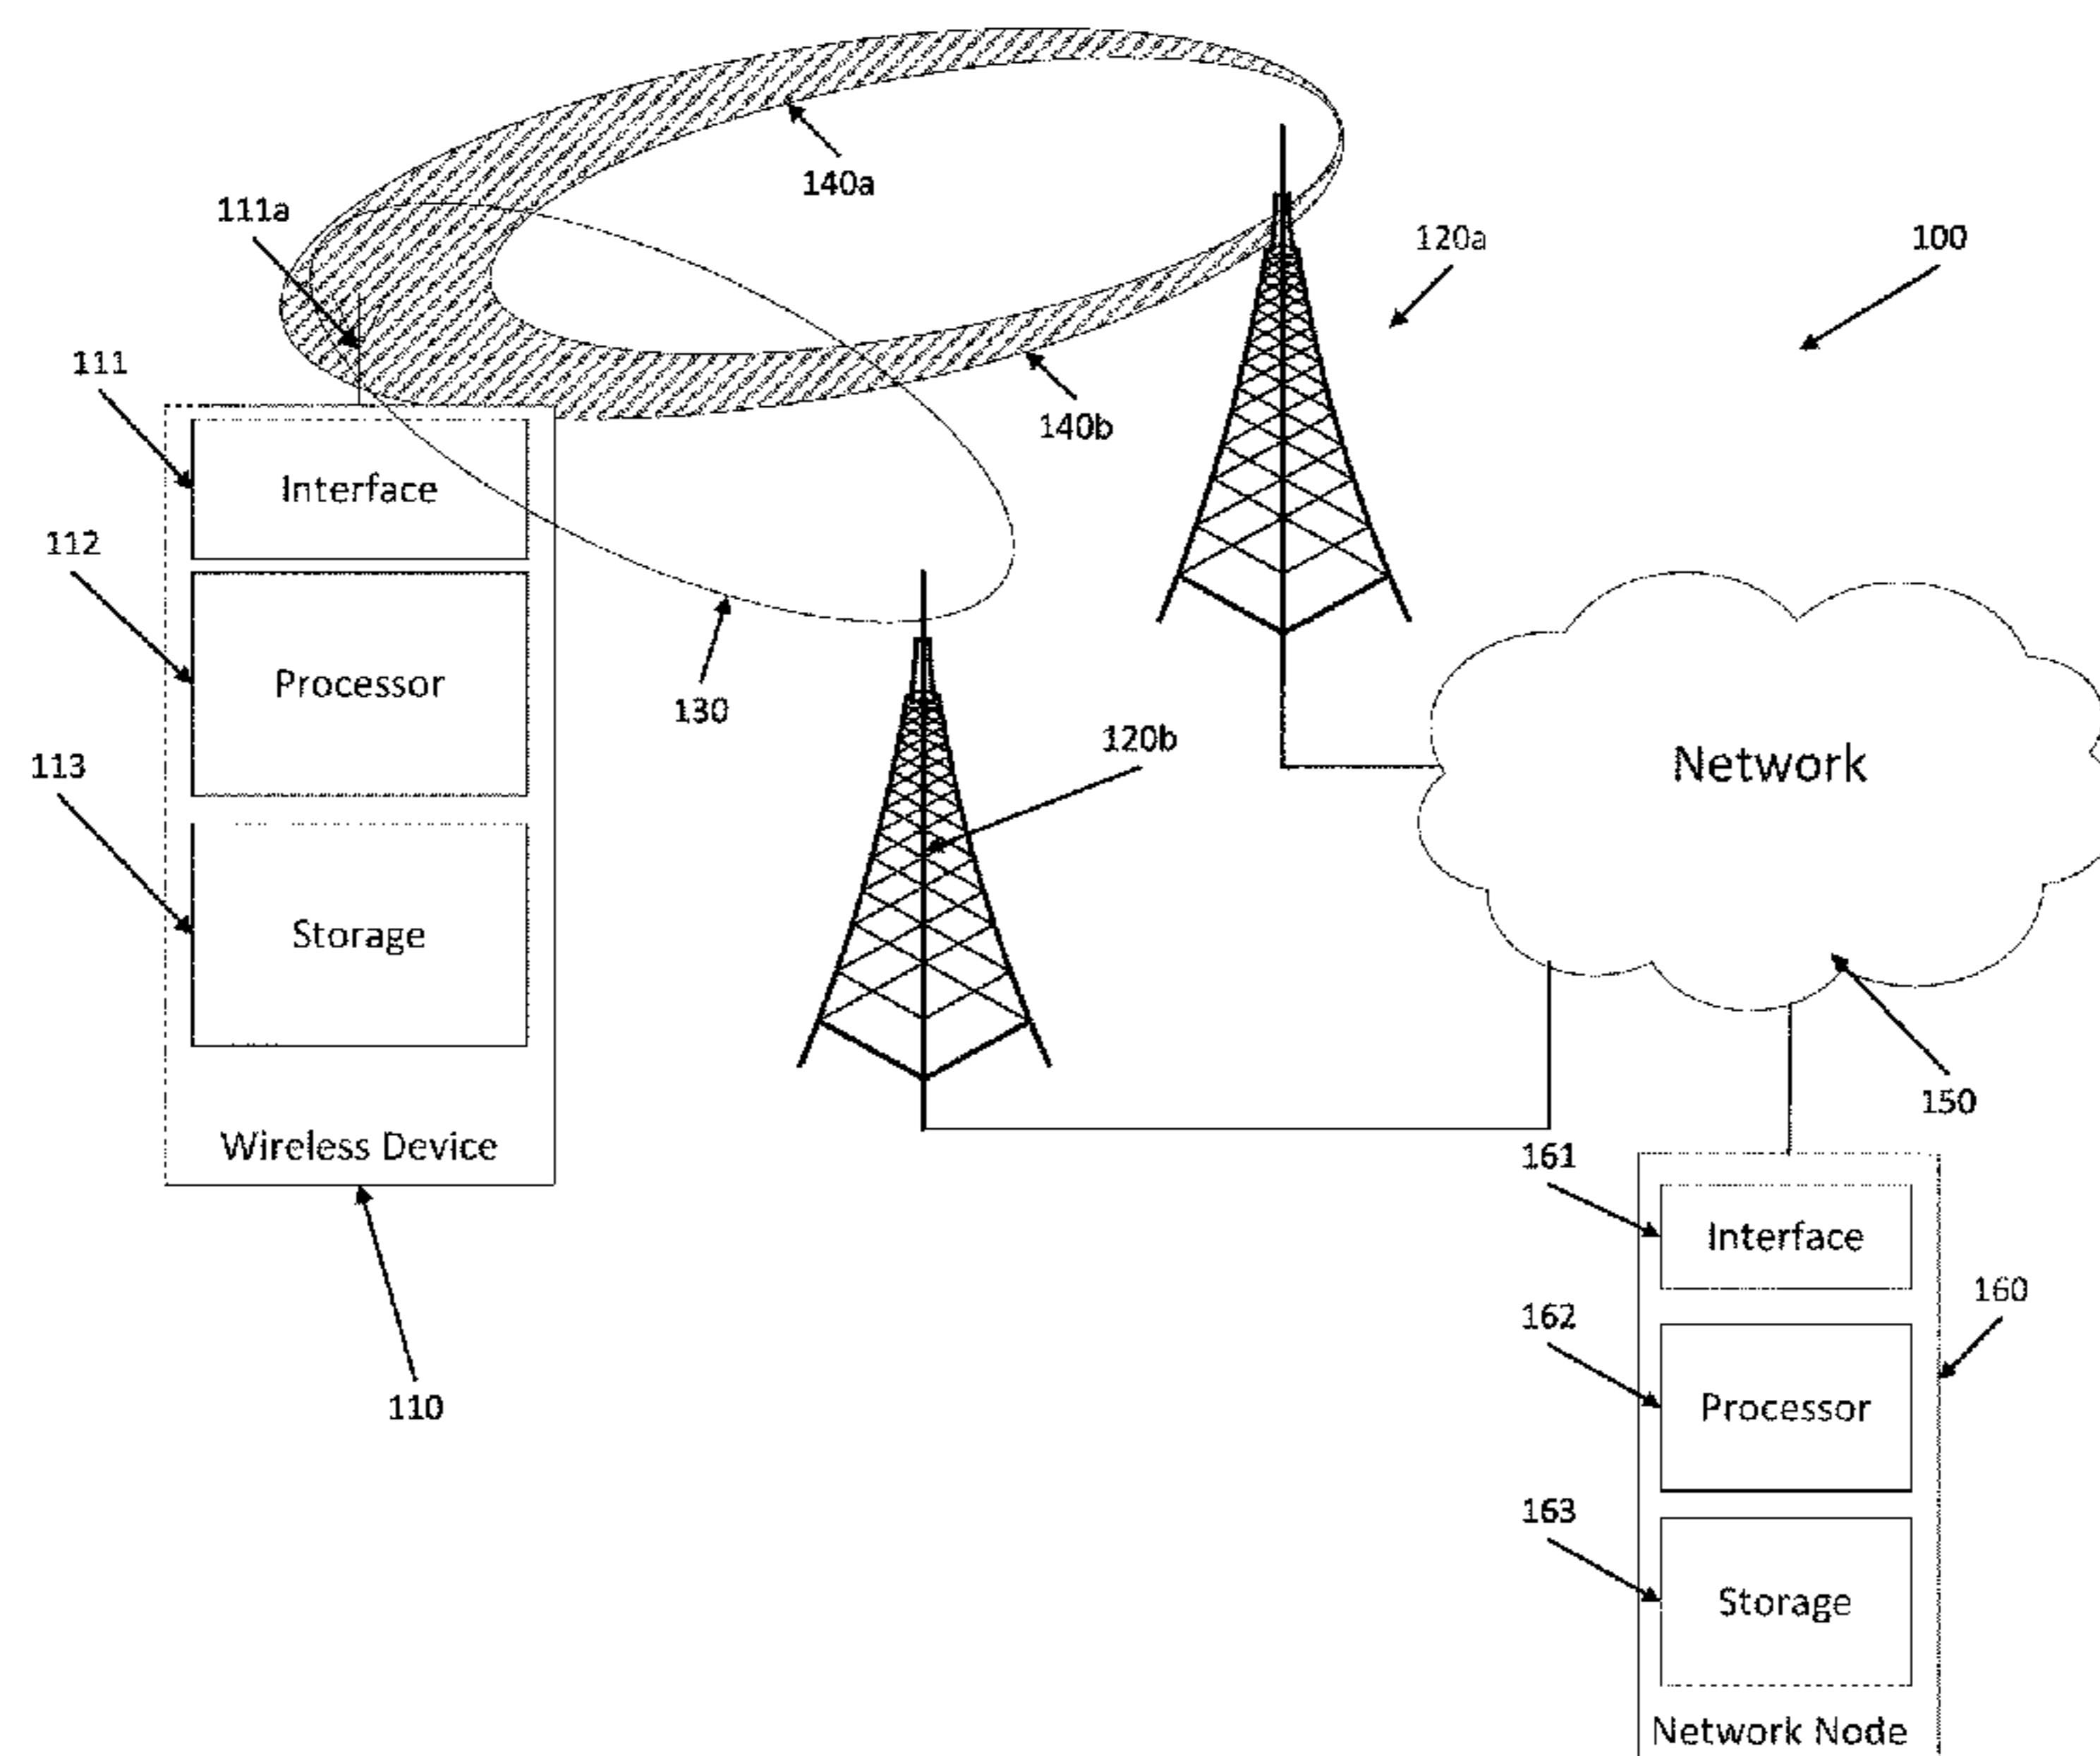 140a
111a
120a
100
111
140b
Interface
112
Processor
130
120b
Network
113
Storage
150
Wireless Device
161
Interface
160
162
110
Processor
163
Storage
Network Node